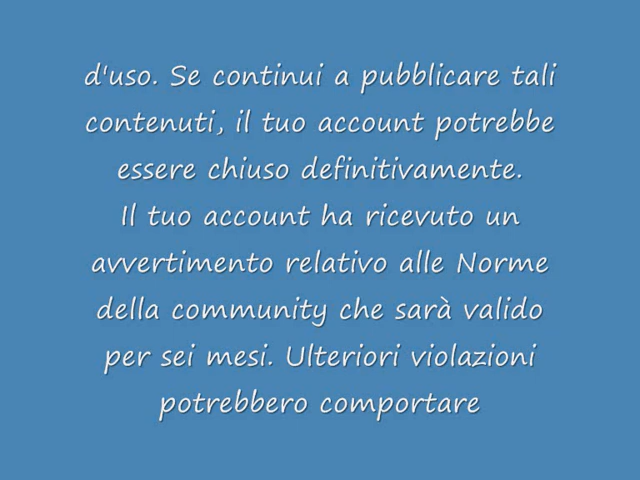 d'uso. Se continui a pubblicare tali
contenuti, il tuo account potrebbe
essere chiuso definitivamente.
Il tuo account ha ricevuto un
avvertimento relativo alle Norme
della community che sarà valido
per sei mesi. Ulteriori violazioni
potrebbero comportare